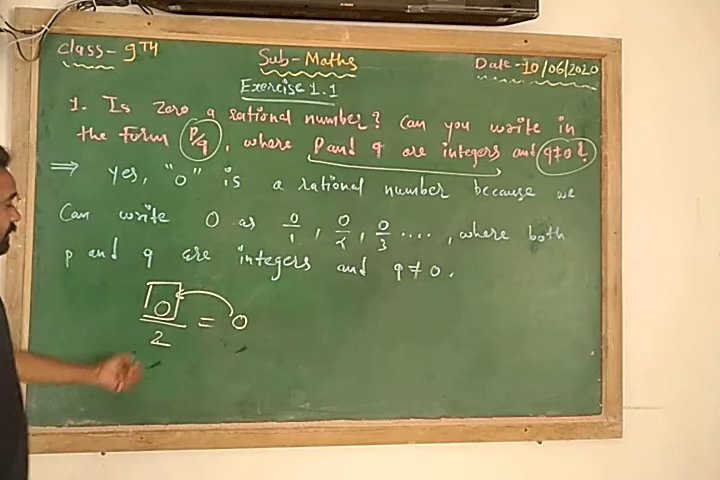 Class- 9TH Sub-Maths Date-10/06/2020
Exercise 1.1
1. Is zero a rational number? Can you write in
the form P/q, where P and q are integers and q≠0?
⇒ yes, "0" is a rational number because we
Can write 0 as 0/1, 0/2, 0/3 ...., where both
p and q are integers and q≠0.
0/2 = 0